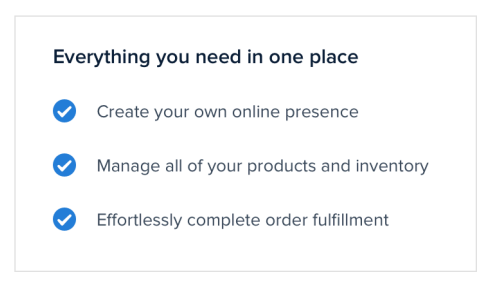 Everything you need in one place
Create your own online presence
Manage all of your products and inventory
Effortlessly complete order fulfillment